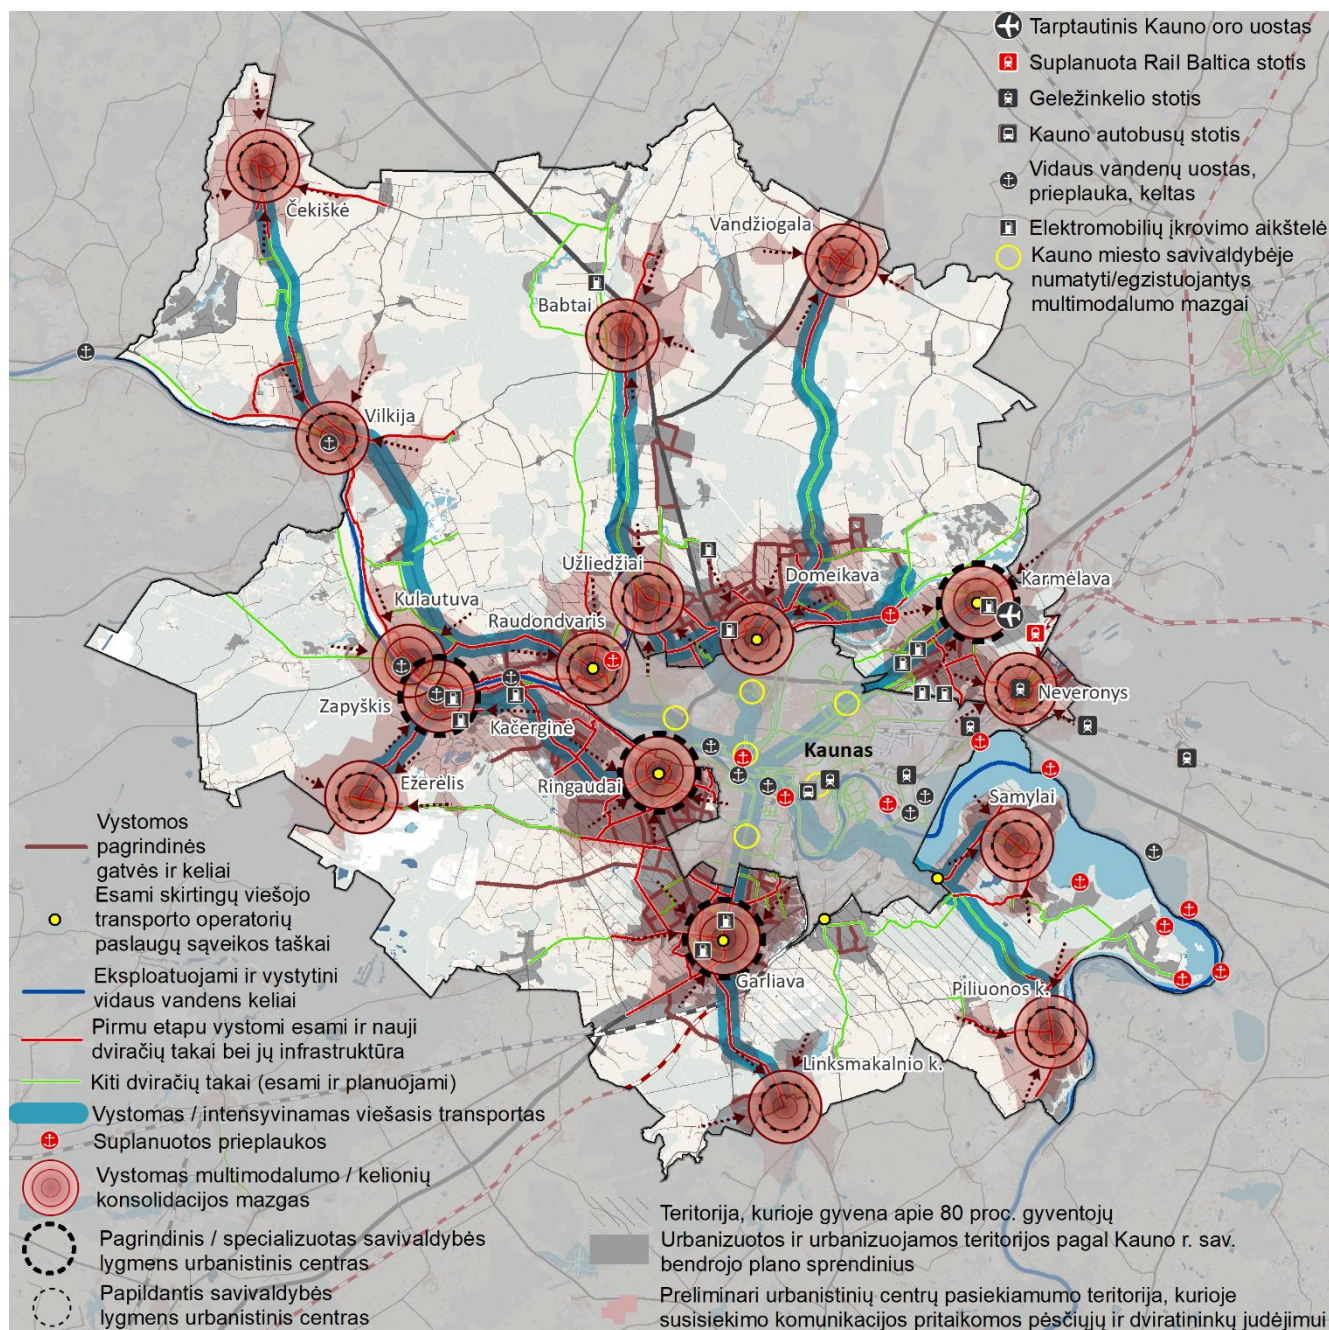 Tarptautinis Kauno oro uostas
Suplanuota Rail Baltica stotis
Geležinkelio stotis
Kauno autobusų stotis
Vidaus vandenų uostas,
prieplauka, keltas
Elektromobilių įkrovimo aikštelė
Kauno miesto savivaldybėje
numatyti/egzistuojantys
multimodalumo mazgai
Čekiškė
Vandžiogala
Babtai
Vilkija
Užliedžiai
Domeikava
Karmėlava
Kulautuva
Raudondvaris
Neveronys
Zapyškis
Kačerginė
Kaunas
Ežerėlis
Ringaudai
Samylai
Garliava
Piliuonos k.
Linksmakalnio k.
Vystomos
pagrindinės
gatvės ir keliai
Esami skirtingų viešojo
transporto operatorių
paslaugų sąveikos taškai
Eksploatuojami ir vystytini
vidaus vandens keliai
Pirmu etapu vystomi esami ir nauji
dviračių takai bei jų infrastruktūra
Kiti dviračių takai (esami ir planuojami)
Vystomas / intensyvinamas viešasis transportas
Suplanuotos prieplaukos
Vystomas multimodalumo / kelionių
konsolidacijos mazgas
Pagrindinis / specializuotas savivaldybės
lygmens urbanistinis centras
Papildantis savivaldybės
lygmens urbanistinis centras
Teritorija, kurioje gyvena apie 80 proc. gyventojų
Urbanizuotos ir urbanizuojamos teritorijos pagal Kauno r. sav.
bendrojo plano sprendinius
Preliminari urbanistinių centrų pasiekiamumo teritorija, kurioje
susisiekimo komunikacijos pritaikomos pėsčiųjų ir dviratininkų judėjimui